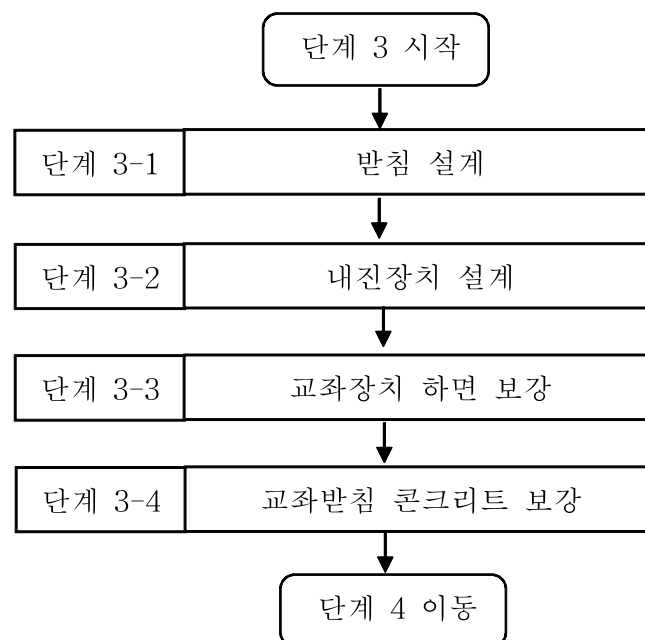 단계 3 시작
단계 3-1 받침 설계
단계 3-2 내진장치 설계
단계 3-3 교좌장치 하면 보강
단계 3-4 교좌받침 콘크리트 보강
단계 4 이동